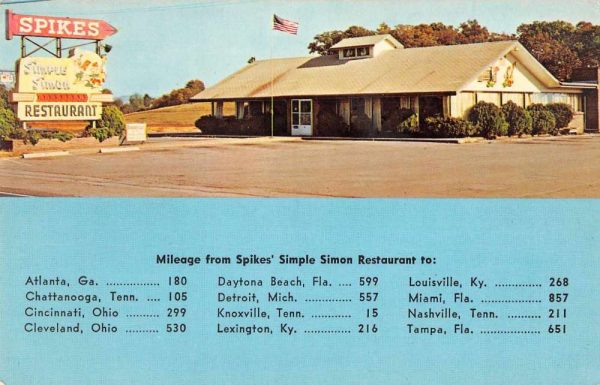 SPIKES
Simple
Simon
RESTAURANT
Mileage from Spikes' Simple Simon Restaurant to:
Atlanta, Ga. ............ 180
Chattanooga, Tenn. .... 105
Cincinnati, Ohio .......... 299
Cleveland, Ohio .......... 530
Daytona Beach, Fla. .... 599
Detroit, Mich. .............. 557
Knoxville, Tenn. .......... 15
Lexington, Ky. .............. 216
Louisville, Ky. .............. 268
Miami, Fla. .................. 857
Nashville, Tenn. .......... 211
Tampa, Fla. .................. 651